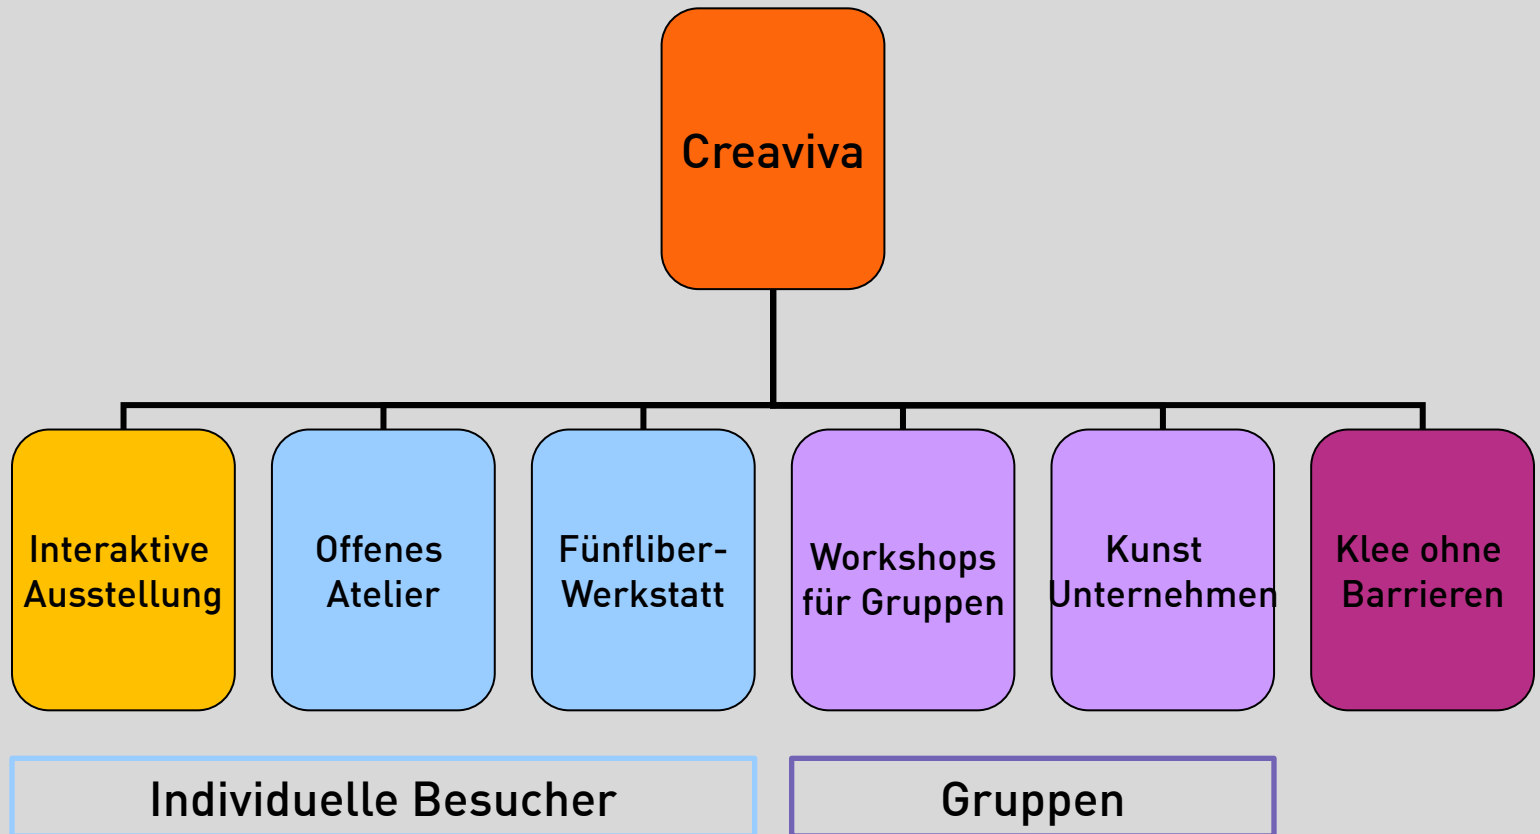 Creaviva
Interaktive
Ausstellung
Offenes
Atelier
Fünfliber-
Werkstatt
Workshops
für Gruppen
Kunst
Unternehmen
Klee ohne
Barrieren
Individuelle Besucher
Gruppen